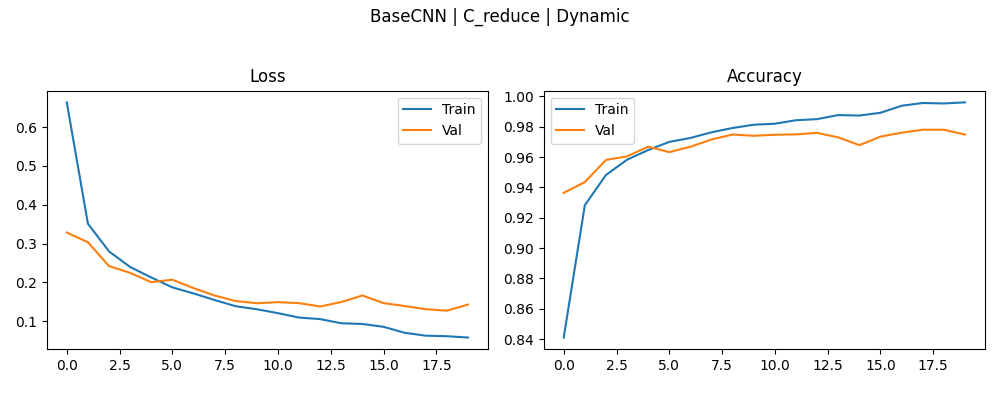 BaseCNN | C_reduce | Dynamic
Loss
Train
Val
0.6
0.5
0.4
0.3
0.2
0.1
0.0 2.5 5.0 7.5 10.0 12.5 15.0 17.5
Accuracy
Train
Val
1.00
0.98
0.96
0.94
0.92
0.90
0.88
0.86
0.84
0.0 2.5 5.0 7.5 10.0 12.5 15.0 17.5